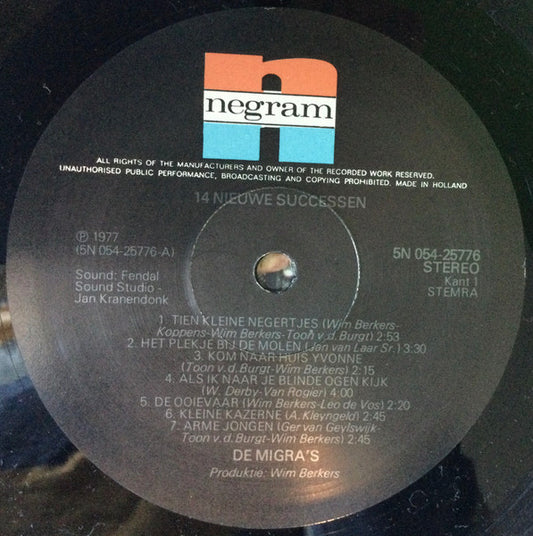 negram
ALL RIGHTS OF THE MANUFACTURERS AND OWNER OF THE RECORDED WORK RESERVED.
UNAUTHORISED PUBLIC PERFORMANCE, BROADCASTING AND COPYING PROHIBITED. MADE IN HOLLAND
14 NIEUWE SUCCESSEN
Ⓟ 1977
(5N 054-25776-A)
Sound: Fendal
Sound Studio -
Jan Kranendonk
5N 054-25776
STEREO
Kant 1
STEMRA
1. TIEN KLEINE NEGERTJES (Wim Berkers-
Koppens-Wim Berkers-Toon v.d. Burgt) 2:53
2. HET PLEKJE BIJ DE MOLEN (Jan van Laar Sr.) 3.30
3. KOM NAAR HUIS YVONNE
(Toon v.d. Burgt-Wim Berkers) 2:15
4. ALS IK NAAR JE BLINDE OGEN KIJK
(W. Derby-Van Rogier) 4:00
5. DE OOIEVAAR (Wim Berkers-Leo de Vos) 2:20
6. KLEINE KAZERNE (A. Kleyngeld) 2:45
7. ARME JONGEN (Ger van Geylswijk-
Toon v.d. Burgt-Wim Berkers) 2:45
DE MIGRA'S
Produktie: Wim Berkers